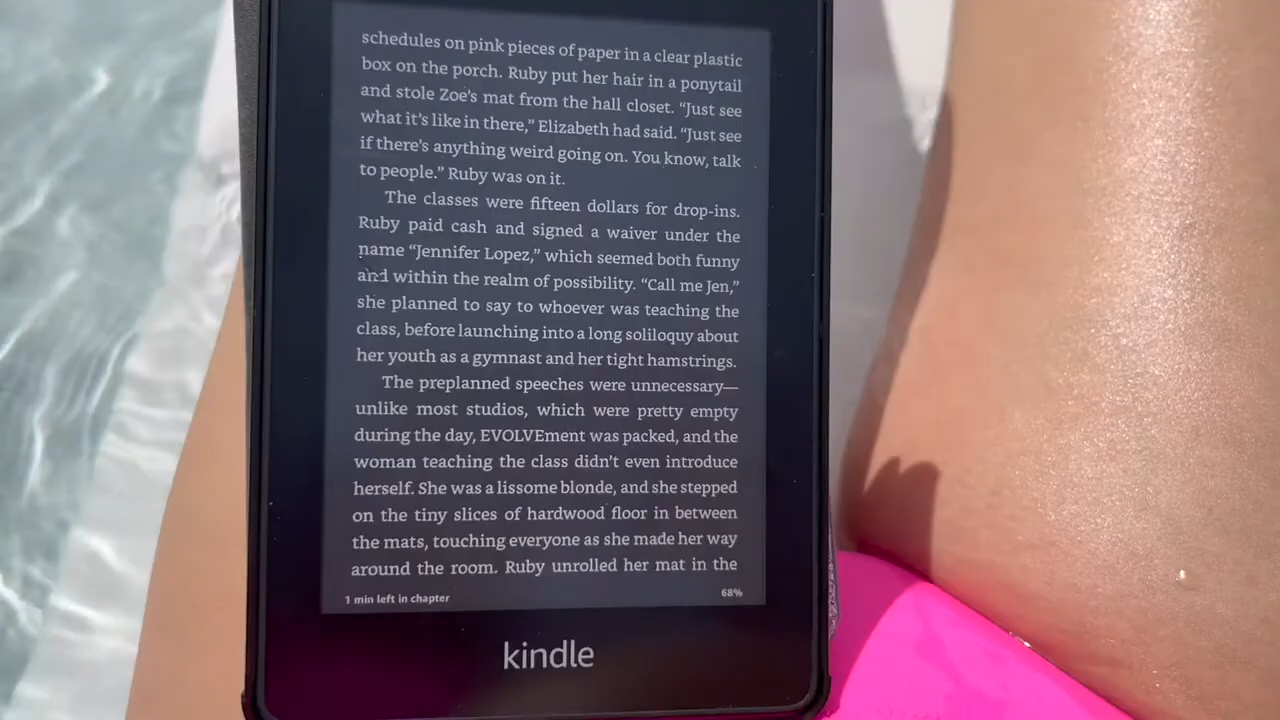 schedules on pink pieces of paper in a clear plastic
box on the porch. Ruby put her hair in a ponytail
and stole Zoe's mat from the hall closet. “Just see
what it's like in there,” Elizabeth had said. “Just see
if there's anything weird going on. You know, talk
to people.” Ruby was on it.
The classes were fifteen dollars for drop-ins.
Ruby paid cash and signed a waiver under the
name “Jennifer Lopez,” which seemed both funny
and within the realm of possibility. “Call me Jen,”
she planned to say to whoever was teaching the
class, before launching into a long soliloquy about
her youth as a gymnast and her tight hamstrings.
The preplanned speeches were unnecessary—
unlike most studios, which were pretty empty
during the day, EVOLVEment was packed, and the
woman teaching the class didn't even introduce
herself. She was a lissome blonde, and she stepped
on the tiny slices of hardwood floor in between
the mats, touching everyone as she made her way
around the room. Ruby unrolled her mat in the
1 min left in chapter 68%
kindle